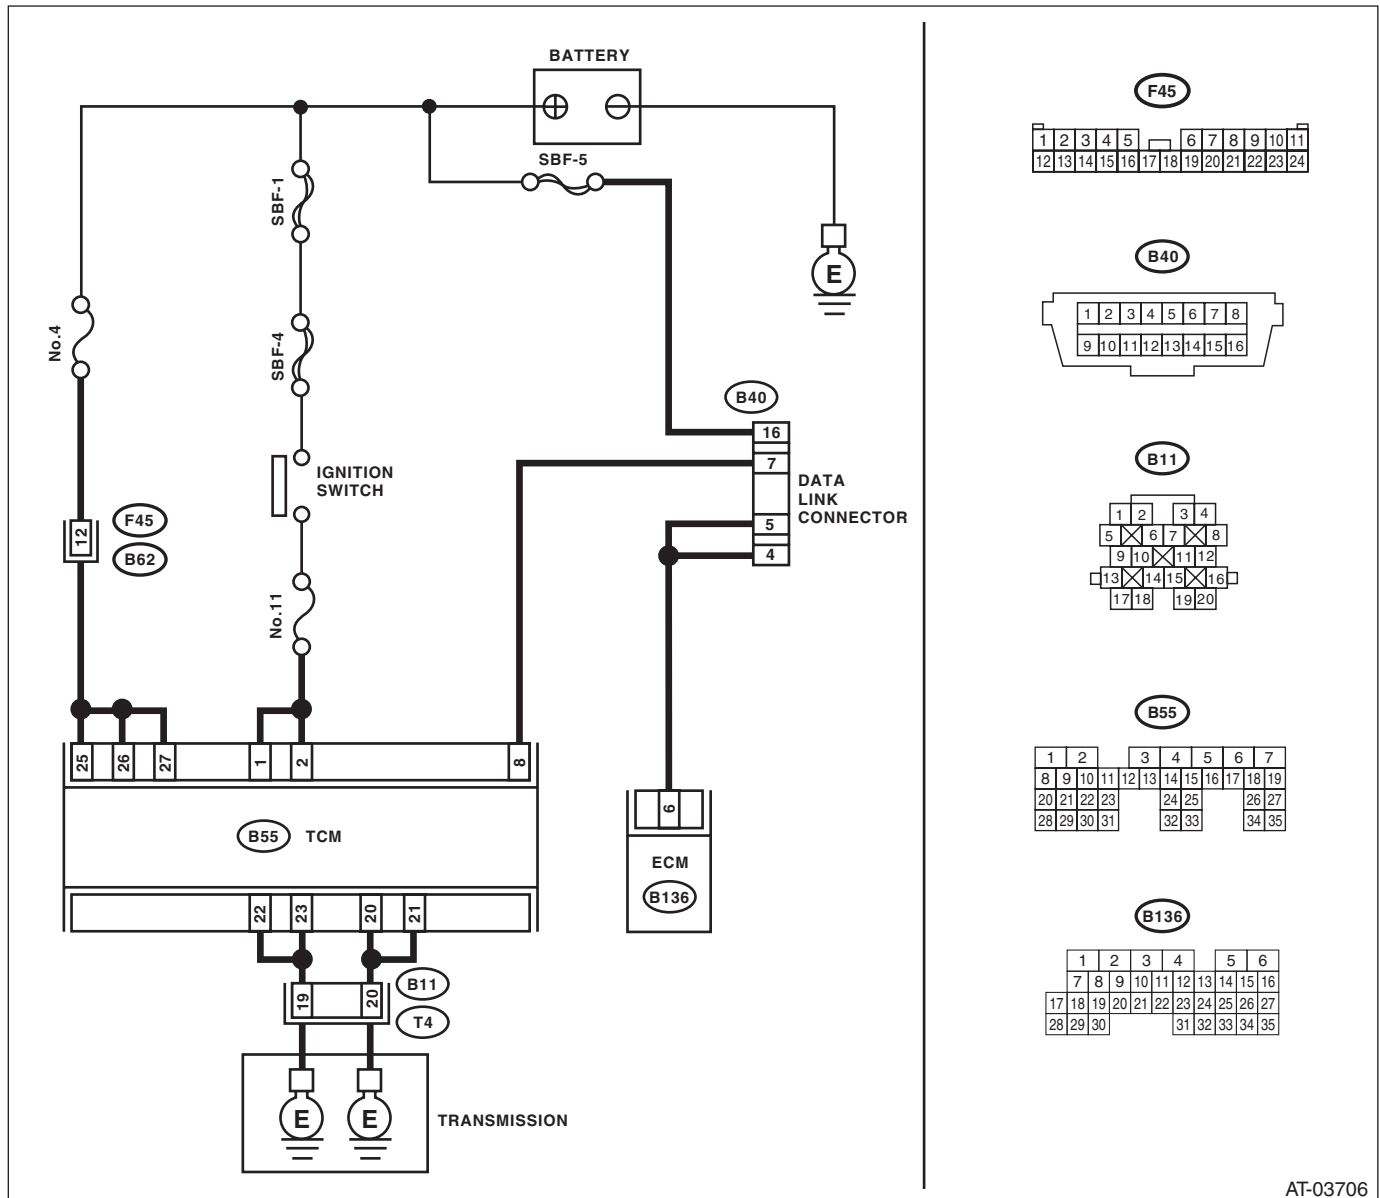 BATTERY
SBF-5
SBF-1
SBF-4
No.4
IGNITION
SWITCH
No.11
E
F45
B62
12
B40
16
7
5
4
DATA
LINK
CONNECTOR
25
26
27
1
2
8
B55 TCM
22
23
20
21
6
ECM
B136
19
20
B11
T4
E
E
TRANSMISSION
F45
1 2 3 4 5 6 7 8 9 10 11
12 13 14 15 16 17 18 19 20 21 22 23 24
B40
1 2 3 4 5 6 7 8
9 10 11 12 13 14 15 16
B11
1 2 3 4
5 6 7 8
9 10 11 12
13 14 15 16
17 18 19 20
B55
1 2 3 4 5 6 7
8 9 10 11 12 13 14 15 16 17 18 19
20 21 22 23 24 25 26 27
28 29 30 31 32 33 34 35
B136
1 2 3 4 5 6
7 8 9 10 11 12 13 14 15 16
17 18 19 20 21 22 23 24 25 26 27
28 29 30 31 32 33 34 35
AT-03706